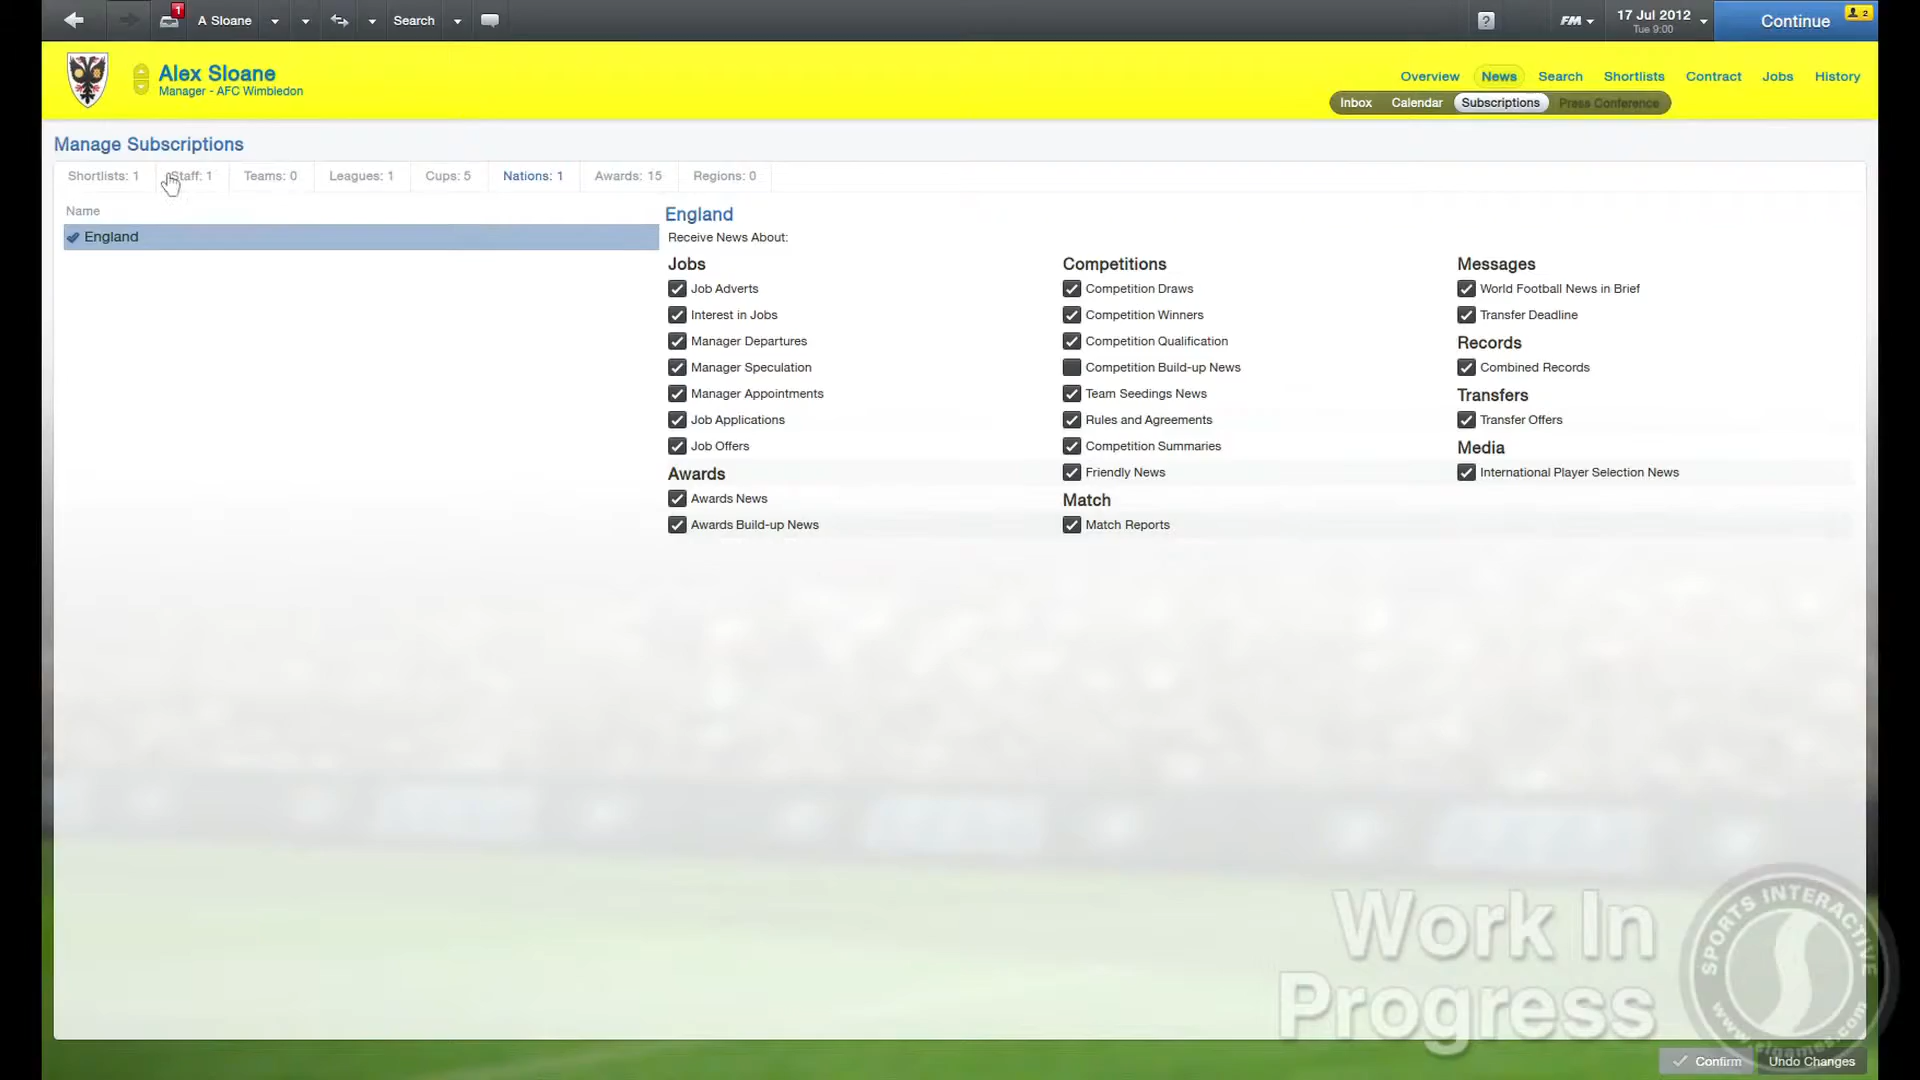 1
A Sloane
Search
?
FM
17 Jul 2012
Tue 9:00
Continue
2
Alex Sloane
Manager - AFC Wimbledon
Overview
News
Search
Shortlists
Contract
Jobs
History
Inbox
Calendar
Subscriptions
Press Conference
Manage Subscriptions
Shortlists: 1
Staff: 1
Teams: 0
Leagues: 1
Cups: 5
Nations: 1
Awards: 15
Regions: 0
Name
England
England
Receive News About:
Jobs
Job Adverts
Interest in Jobs
Manager Departures
Manager Speculation
Manager Appointments
Job Applications
Job Offers
Awards
Awards News
Awards Build-up News
Competitions
Competition Draws
Competition Winners
Competition Qualification
Competition Build-up News
Team Seedings News
Rules and Agreements
Competition Summaries
Friendly News
Match
Match Reports
Messages
World Football News in Brief
Transfer Deadline
Records
Combined Records
Transfers
Transfer Offers
Media
International Player Selection News
Work In
Progress
SPORTS INTERACTIVE
www.sigames.com
Confirm
Undo Changes